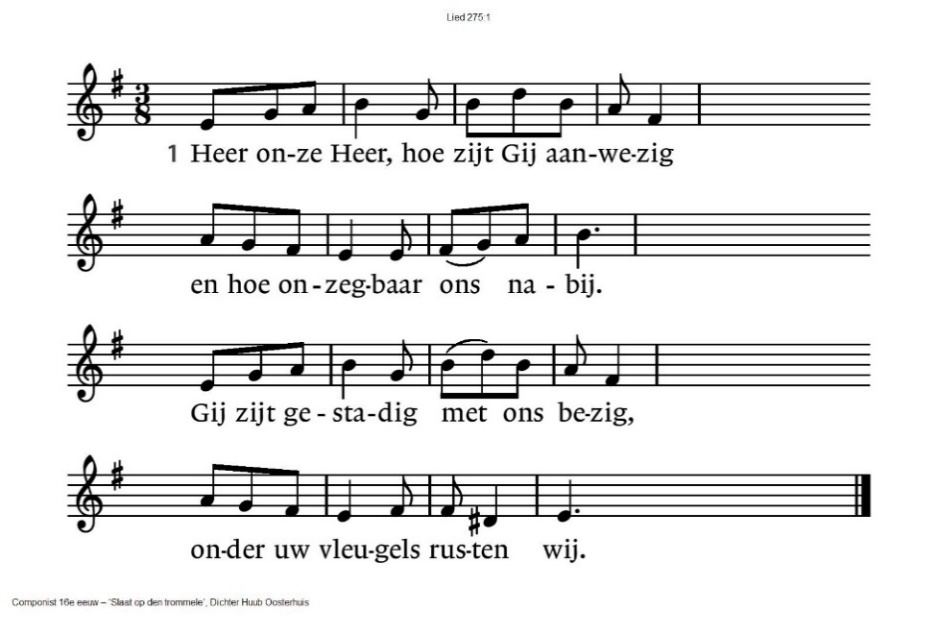 Lied 275:1
3
8
1 Heer on-ze Heer, hoe zijt Gij aan-we-zig
en hoe on-zeg-baar ons na-bij.
Gij zijt ge-sta-dig met ons be-zig,
on-der uw vleu-gels rus-ten wij.
Componist 16e eeuw – 'Slaat op den trommele', Dichter Huub Oosterhuis